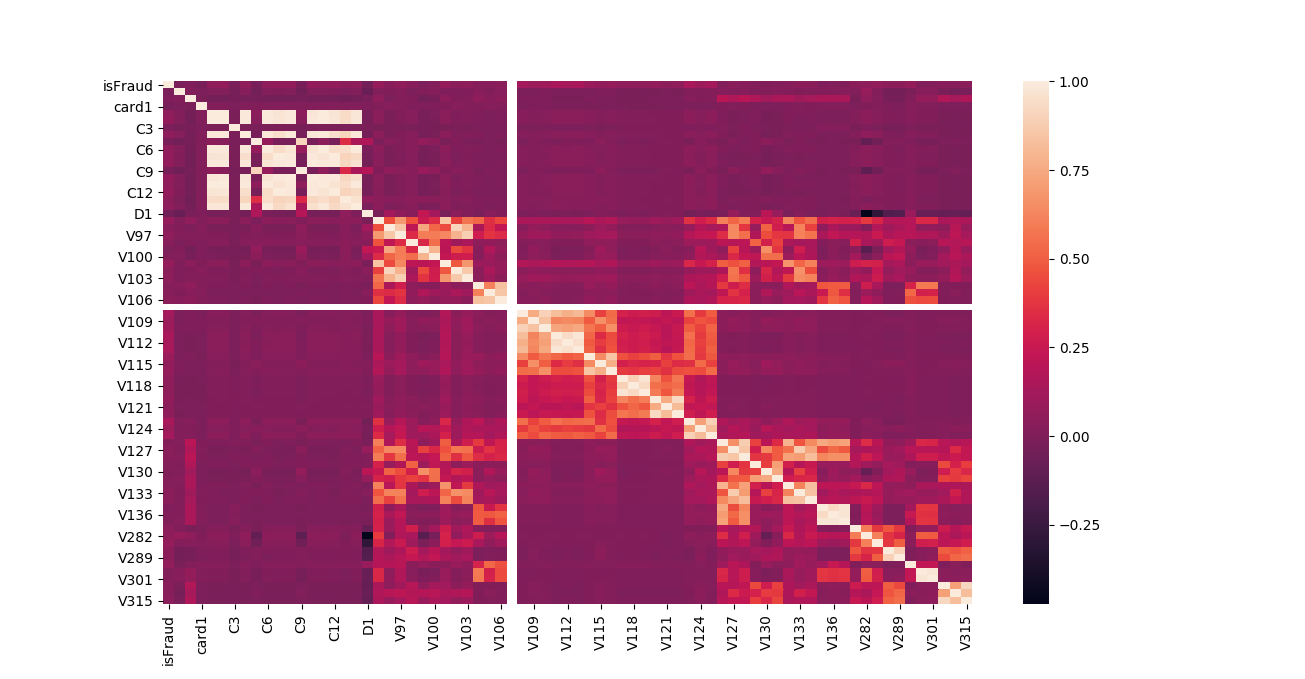 isFraud
card1
C3
C6
C9
C12
D1
V97
V100
V103
V106
V109
V112
V115
V118
V121
V124
V127
V130
V133
V136
V282
V289
V301
V315
isFraud
card1
C3
C6
C9
C12
D1
V97
V100
V103
V106
V109
V112
V115
V118
V121
V124
V127
V130
V133
V136
V282
V289
V301
V315
1.00
0.75
0.50
0.25
0.00
−0.25